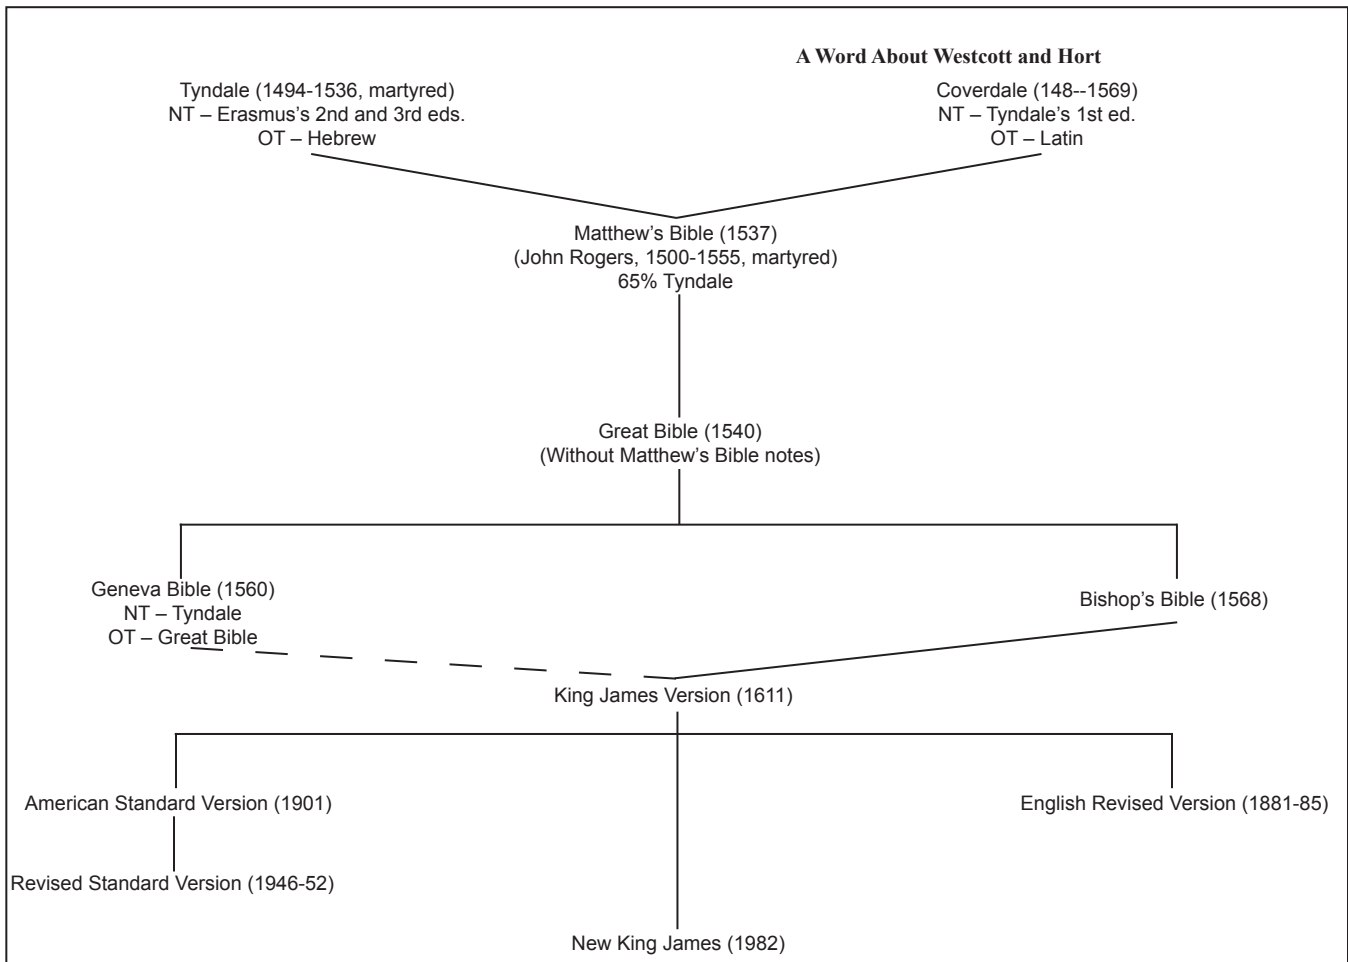 A Word About Westcott and Hort
Tyndale (1494-1536, martyred)
NT – Erasmus's 2nd and 3rd eds.
OT – Hebrew
Coverdale (148--1569)
NT – Tyndale's 1st ed.
OT – Latin
Matthew's Bible (1537)
(John Rogers, 1500-1555, martyred)
65% Tyndale
Great Bible (1540)
(Without Matthew's Bible notes)
Geneva Bible (1560)
NT – Tyndale
OT – Great Bible
Bishop's Bible (1568)
King James Version (1611)
American Standard Version (1901)
English Revised Version (1881-85)
Revised Standard Version (1946-52)
New King James (1982)